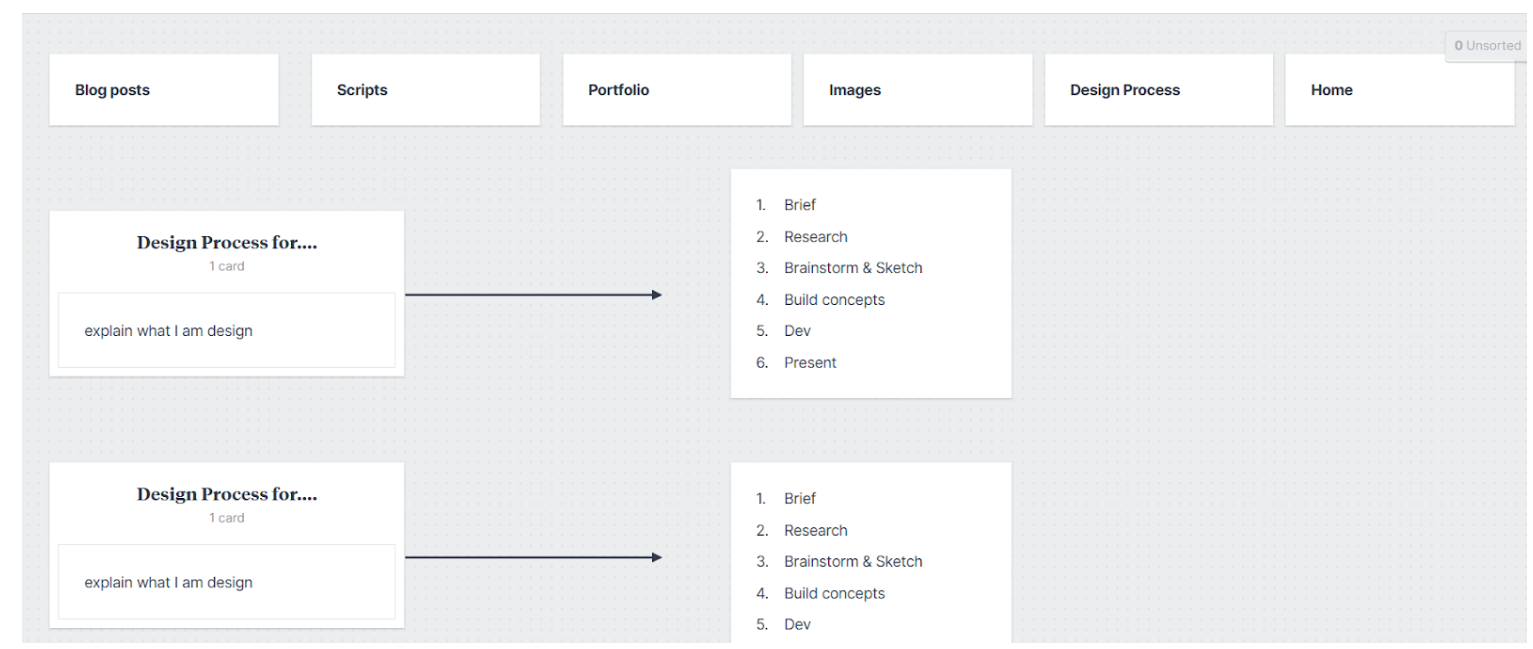 0 Unsorted
Blog posts
Scripts
Portfolio
Images
Design Process
Home
Design Process for....
1 card
explain what I am design
1. Brief
2. Research
3. Brainstorm & Sketch
4. Build concepts
5. Dev
6. Present
Design Process for....
1 card
explain what I am design
1. Brief
2. Research
3. Brainstorm & Sketch
4. Build concepts
5. Dev